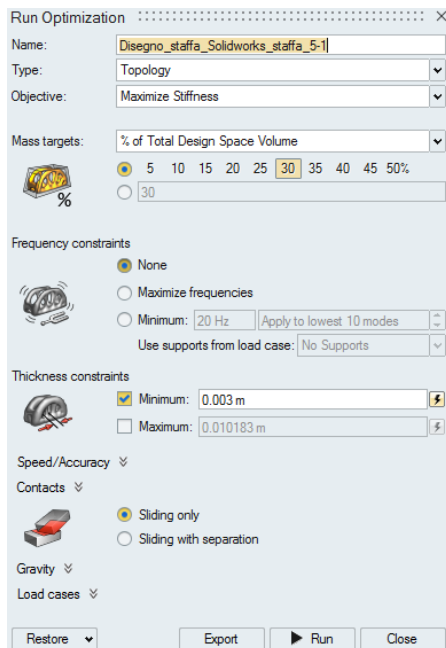 Run Optimization
Name: Disegno_staffa_Solidworks_staffa_5-1
Type: Topology
Objective: Maximize Stiffness
Mass targets: % of Total Design Space Volume
5 10 15 20 25 30 35 40 45 50%
%
30
Frequency constraints
None
Maximize frequencies
Minimum: 20 Hz Apply to lowest 10 modes
Use supports from load case: No Supports
Thickness constraints
Minimum: 0.003 m
Maximum: 0.010183 m
Speed/Accuracy
Contacts
Sliding only
Sliding with separation
Gravity
Load cases
Restore Export Run Close